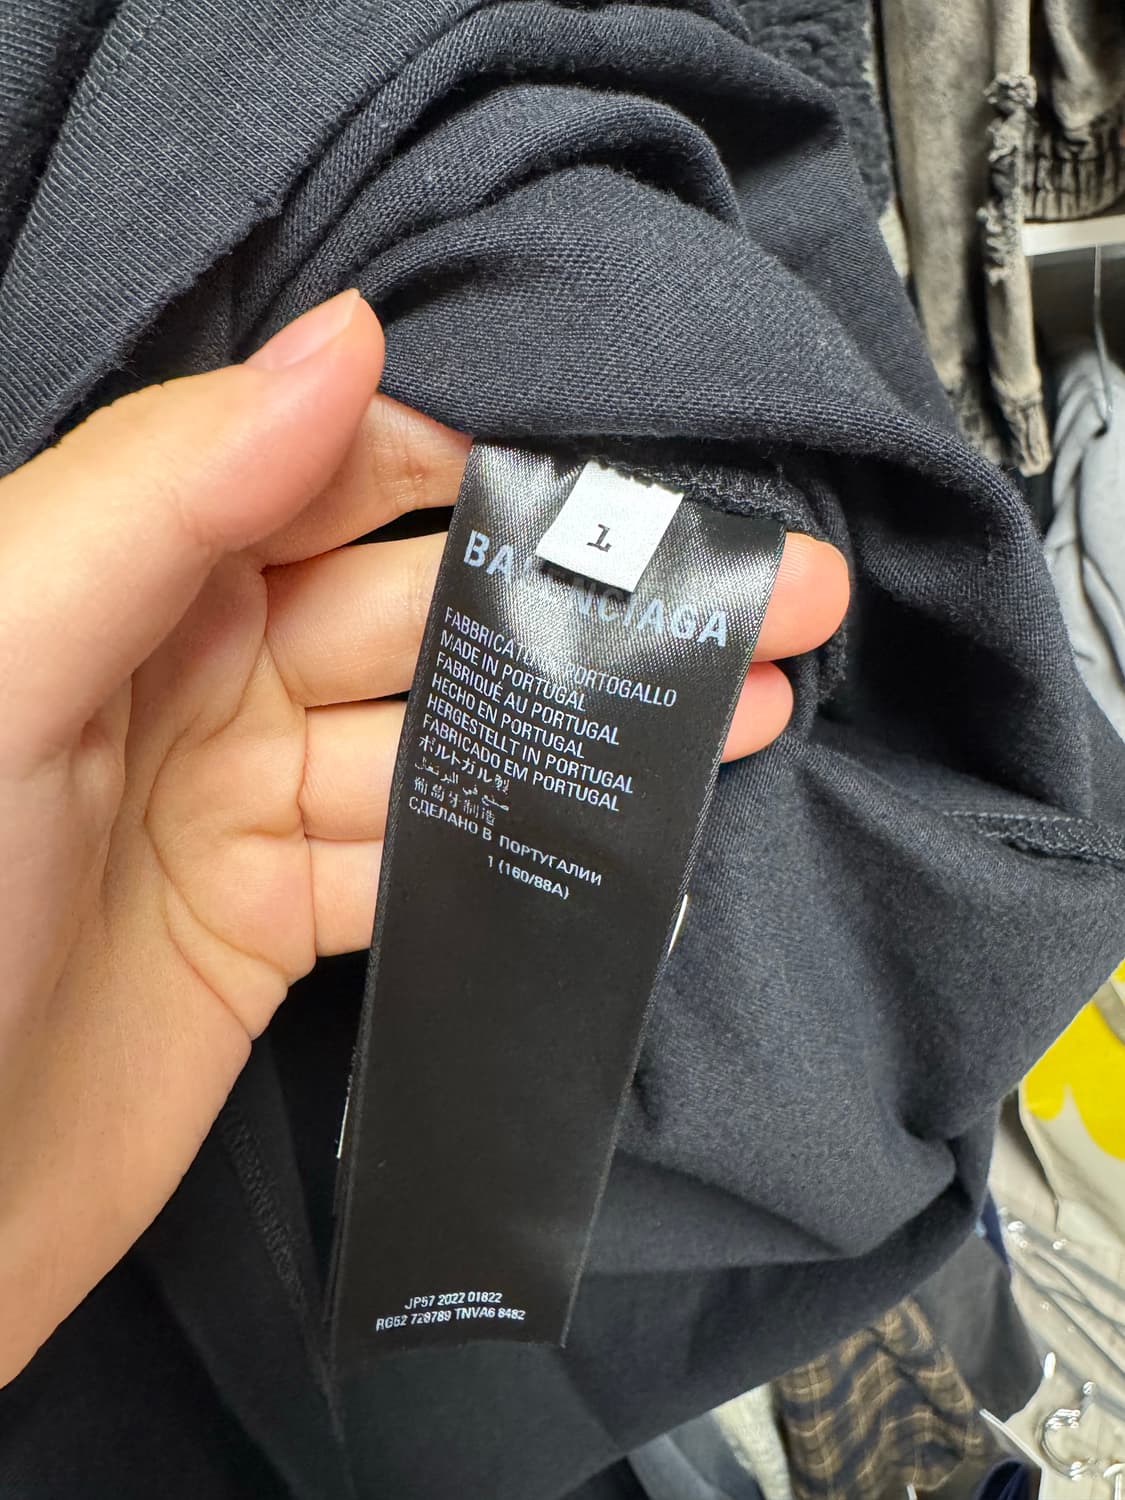 1
BALENCIAGA
FABBRICATO IN PORTOGALLO
MADE IN PORTUGAL
FABRIQUÉ AU PORTUGAL
HECHO EN PORTUGAL
HERGESTELLT IN PORTUGAL
FABRICADO EM PORTUGAL
ポルトガル製
صنع في البرتغال
葡萄牙制造
СДЕЛАНО В ПОРТУГАЛИИ
1 (160/88A)
JP57 2022 01822
RG52 728789 TNVA6 8482